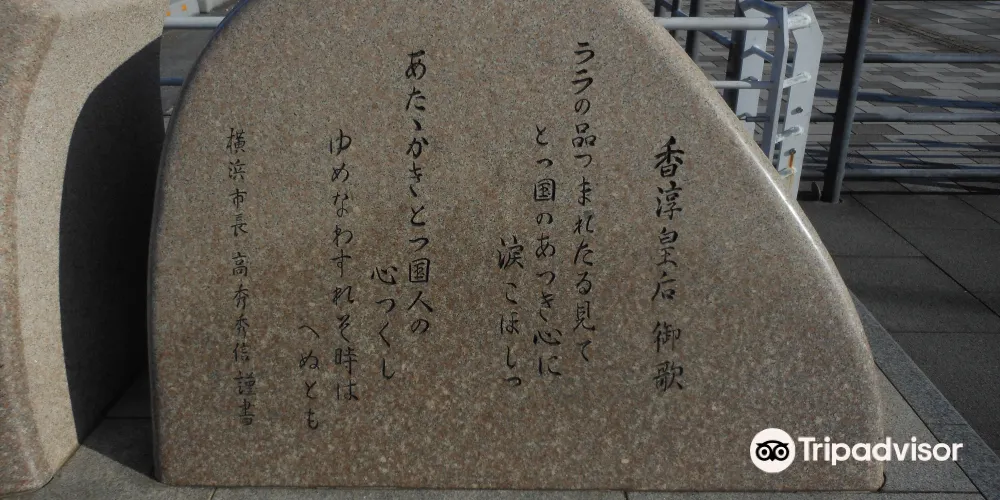 香淳皇后 御歌
ララの品つまれたる見て
とつ国のあつき心に
涙こぼしつ
あたゝかきとつ国人の
心つくし
ゆめなわすれそ時は
へぬとも
横浜市長 高秀秀信 謹書
Tripadvisor